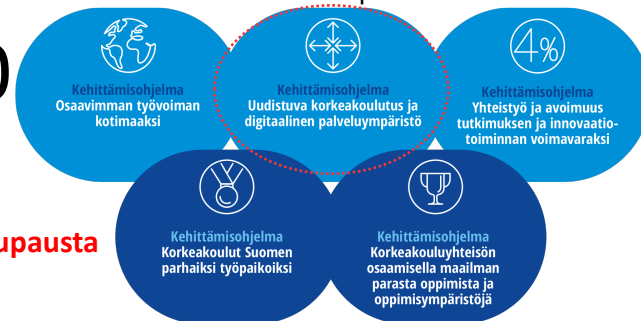 Kehittämisohjelma
Osaavimman työvoiman
kotimaaksi
Kehittämisohjelma
Uudistuva korkeakoulutus ja
digitaalinen palveluympäristö
4%
Kehittämisohjelma
Yhteistyö ja avoimuus
tutkimuksen ja innovaatio-
toiminnan voimavaraksi
upausta
Kehittämisohjelma
Korkeakoulut Suomen
parhaiksi työpaikoiksi
Kehittämisohjelma
Korkeakouluyhteisön
osaamisella maailman
parasta oppimista ja
oppimisympäristöjä